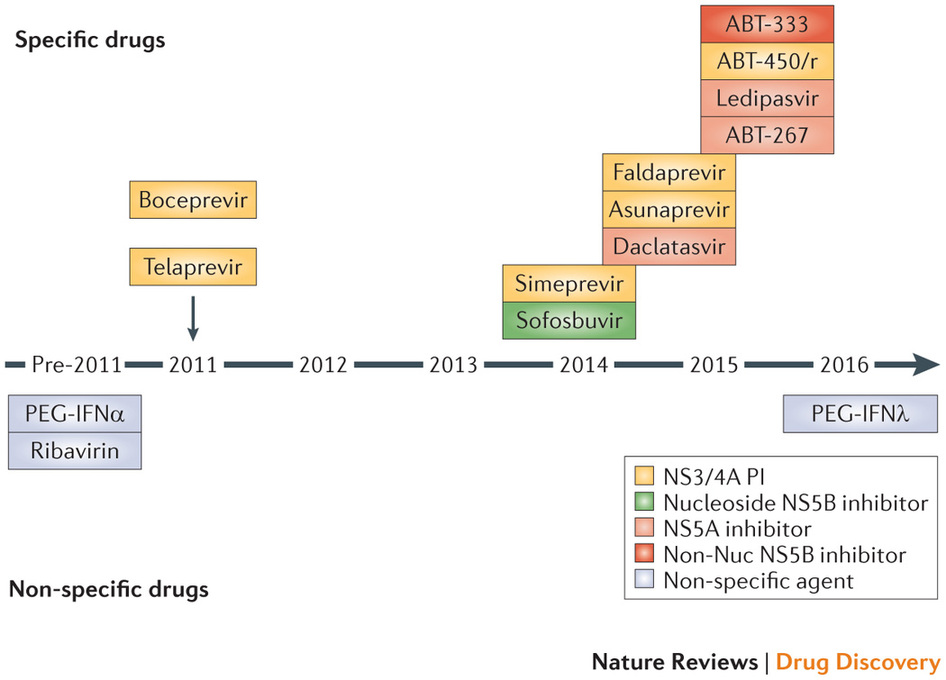 Specific drugs
ABT-333
ABT-450/r
Ledipasvir
ABT-267
Boceprevir
Faldaprevir
Asunaprevir
Daclatasvir
Telaprevir
Simeprevir
Sofosbuvir
Pre-2011 2011 2012 2013 2014 2015 2016
PEG-IFNα
Ribavirin
PEG-IFNλ
NS3/4A PI
Nucleoside NS5B inhibitor
NS5A inhibitor
Non-Nuc NS5B inhibitor
Non-specific agent
Non-specific drugs
Nature Reviews | Drug Discovery